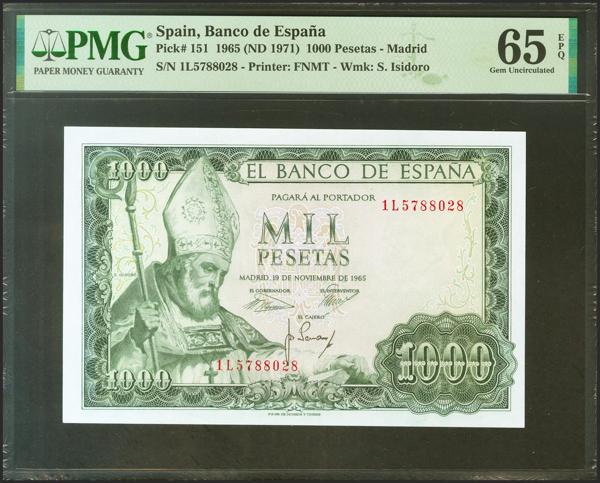 PMG
PAPER MONEY GUARANTY
Spain, Banco de España
Pick# 151 1965 (ND 1971) 1000 Pesetas - Madrid
S/N 1L5788028 - Printer: FNMT - Wmk: S. Isidoro
65 EPQ
Gem Uncirculated
1000
EL BANCO DE ESPAÑA
PAGARÁ AL PORTADOR
1L5788028
MIL
PESETAS
MADRID, 19 DE NOVIEMBRE DE 1965
EL GOBERNADOR
EL INTERVENTOR
EL CAJERO
1L5788028
1000
1000